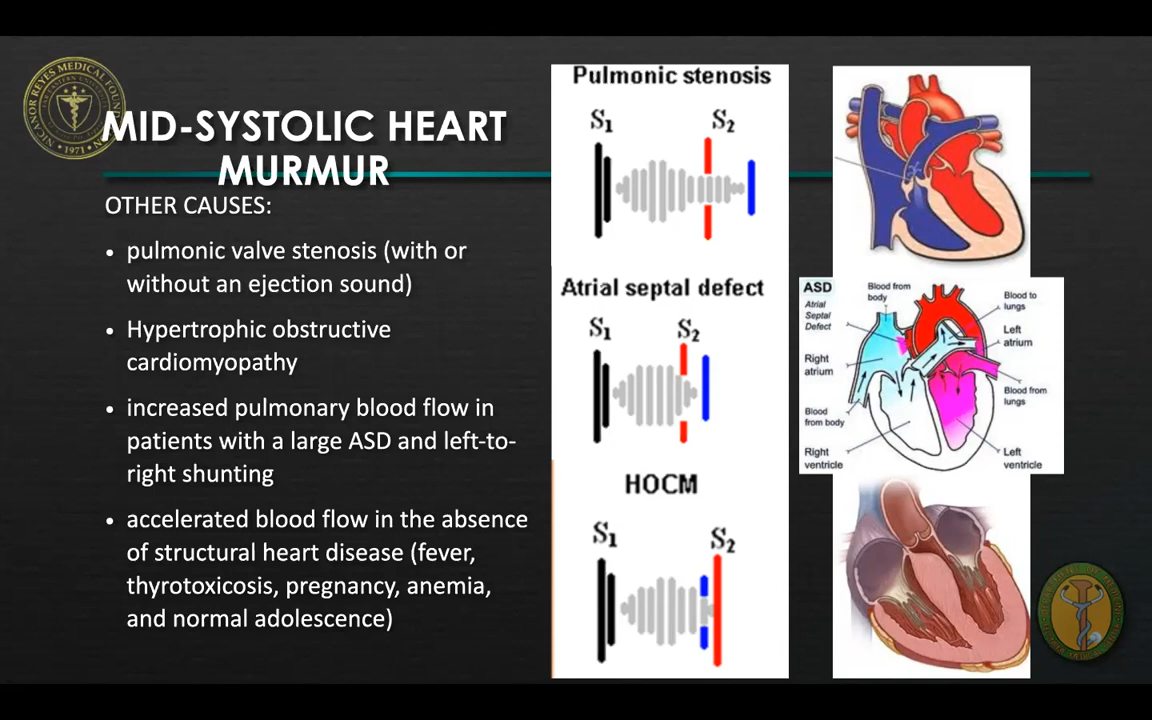 MID-SYSTOLIC HEART
MURMUR
OTHER CAUSES:
• pulmonic valve stenosis (with or
without an ejection sound)
• Hypertrophic obstructive
cardiomyopathy
• increased pulmonary blood flow in
patients with a large ASD and left-to-
right shunting
• accelerated blood flow in the absence
of structural heart disease (fever,
thyrotoxicosis, pregnancy, anemia,
and normal adolescence)
Pulmonic stenosis
S1
S2
Atrial septal defect
S1
S2
HOCM
S1
S2
ASD
Atrial
Septal
Defect
Blood from
body
Blood to
lungs
Left
atrium
Right
atrium
Blood from
lungs
Blood
from body
Right
ventricle
Left
ventricle
NICANOR REYES MEDICAL
1971